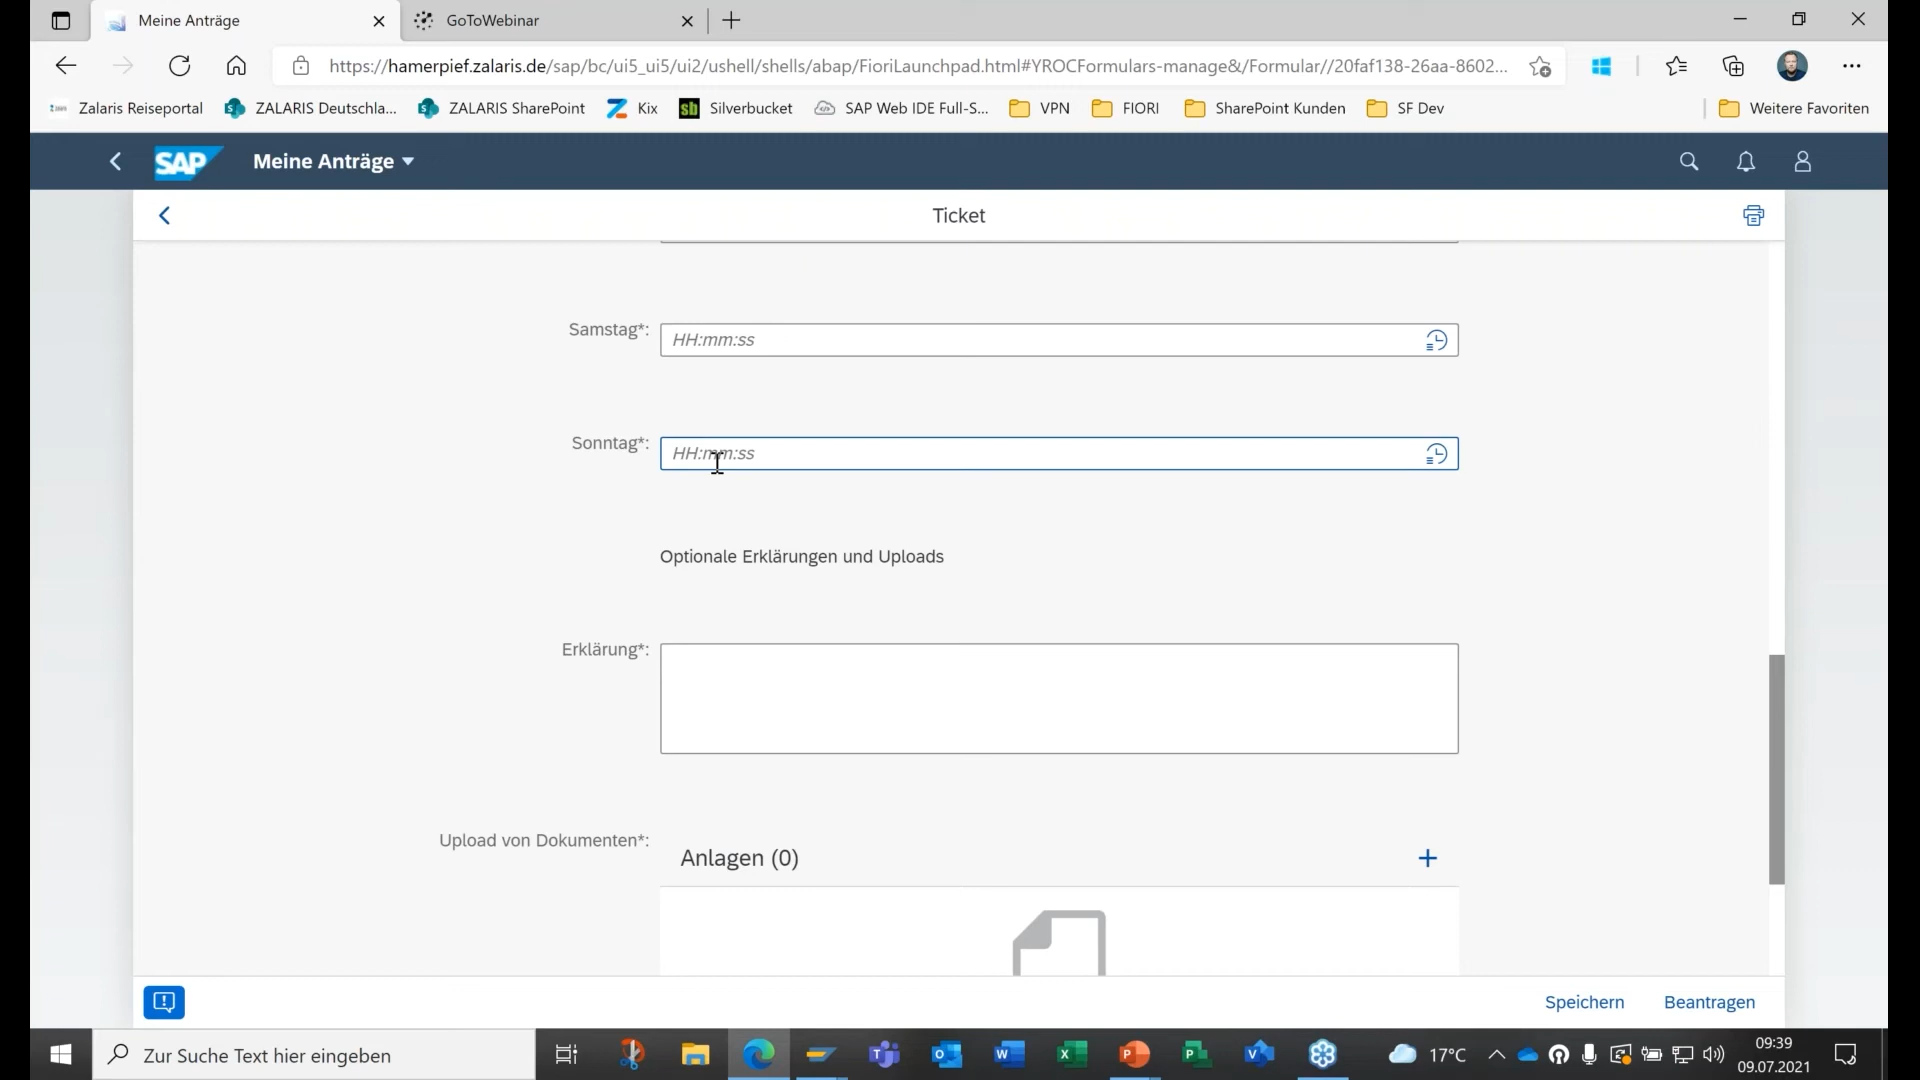 Meine Anträge
GoToWebinar
https://hamerpief.zalaris.de/sap/bc/ui5_ui5/ui2/ushell/shells/abap/FioriLaunchpad.html#YROCFormulars-manage&/Formular//20faf138-26aa-8602...
Zalaris Reiseportal
ZALARIS Deutschla...
ZALARIS SharePoint
Kix
sb Silverbucket
SAP Web IDE Full-S...
VPN
FIORI
SharePoint Kunden
SF Dev
Weitere Favoriten
SAP Meine Anträge
Ticket
Samstag*: HH:mm:ss
Sonntag*: HH:mm:ss
Optionale Erklärungen und Uploads
Erklärung*:
Upload von Dokumenten*:
Anlagen (0)
Speichern Beantragen
Zur Suche Text hier eingeben
17°C
09:39
09.07.2021